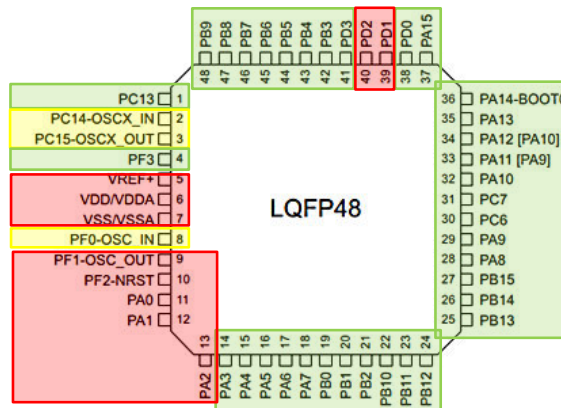 PB9 PB8 PB7 PB6 PB5 PB4 PB3 PD3 PD2 PD1 PD0 PA15
48 47 46 45 44 43 42 41 40 39 38 37
PC13 1
PC14-OSCX_IN 2
PC15-OSCX_OUT 3
PF3 4
VREF+ 5
VDD/VDDA 6
VSS/VSSA 7
PF0-OSC_IN 8
PF1-OSC_OUT 9
PF2-NRST 10
PA0 11
PA1 12
LQFP48
36 PA14-BOOT0
35 PA13
34 PA12 [PA10]
33 PA11 [PA9]
32 PA10
31 PC7
30 PC6
29 PA9
28 PA8
27 PB15
26 PB14
25 PB13
13 14 15 16 17 18 19 20 21 22 23 24
PA2 PA3 PA4 PA5 PA6 PA7 PB0 PB1 PB2 PB10 PB11 PB12